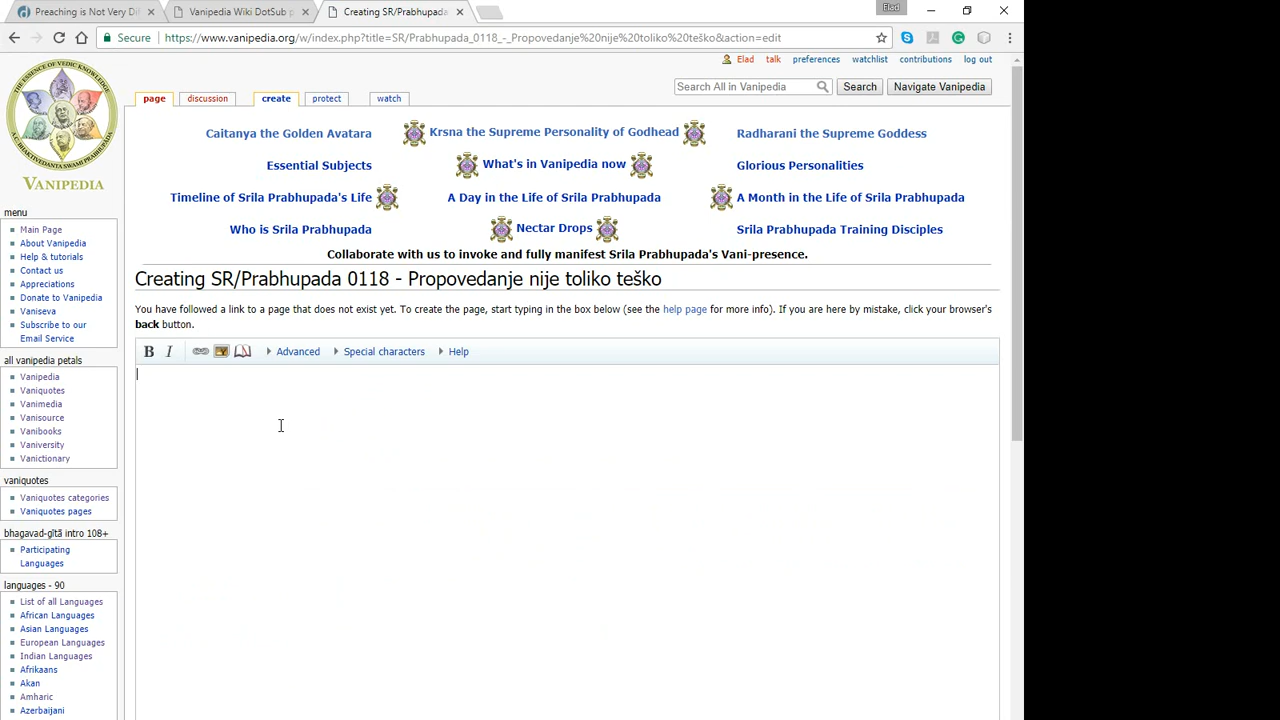 Preaching is Not Very Di
Vanipedia Wiki DotSub p
Creating SR/Prabhupada
Elad
Secure
https://www.vanipedia.org/w/index.php?title=SR/Prabhupada_0118_-_Propovedanje%20nije%20toliko%20teško&action=edit
Elad talk preferences watchlist contributions log out
page discussion create protect watch
Search All in Vanipedia Search Navigate Vanipedia
THE ESSENCE OF VEDIC KNOWLEDGE
A.C. BHAKTIVEDANTA SWAMI PRABHUPADA
VANIPEDIA
Caitanya the Golden Avatara Krsna the Supreme Personality of Godhead Radharani the Supreme Goddess
Essential Subjects What's in Vanipedia now Glorious Personalities
Timeline of Srila Prabhupada's Life A Day in the Life of Srila Prabhupada A Month in the Life of Srila Prabhupada
Who is Srila Prabhupada Nectar Drops Srila Prabhupada Training Disciples
Collaborate with us to invoke and fully manifest Srila Prabhupada's Vani-presence.
Creating SR/Prabhupada 0118 - Propovedanje nije toliko teško
You have followed a link to a page that does not exist yet. To create the page, start typing in the box below (see the help page for more info). If you are here by mistake, click your browser's
back button.
B I Advanced Special characters Help
menu
Main Page
About Vanipedia
Help & tutorials
Contact us
Appreciations
Donate to Vanipedia
Vaniseva
Subscribe to our
Email Service
all vanipedia petals
Vanipedia
Vaniquotes
Vanimedia
Vanisource
Vanibooks
Vaniversity
Vanictionary
vaniquotes
Vaniquotes categories
Vaniquotes pages
bhagavad-gītā intro 108+
Participating
Languages
languages - 90
List of all Languages
African Languages
Asian Languages
European Languages
Indian Languages
Afrikaans
Akan
Amharic
Azerbaijani